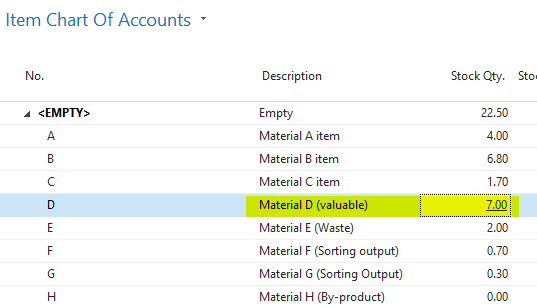 Item Chart Of Accounts
No. Description Stock Qty. Stoc
<EMPTY> Empty 22.50
A Material A item 4.00
B Material B item 6.80
C Material C item 1.70
D Material D (valuable) 7.00
E Material E (Waste) 2.00
F Material F (Sorting output) 0.70
G Material G (Sorting Output) 0.30
H Material H (By-product) 0.00